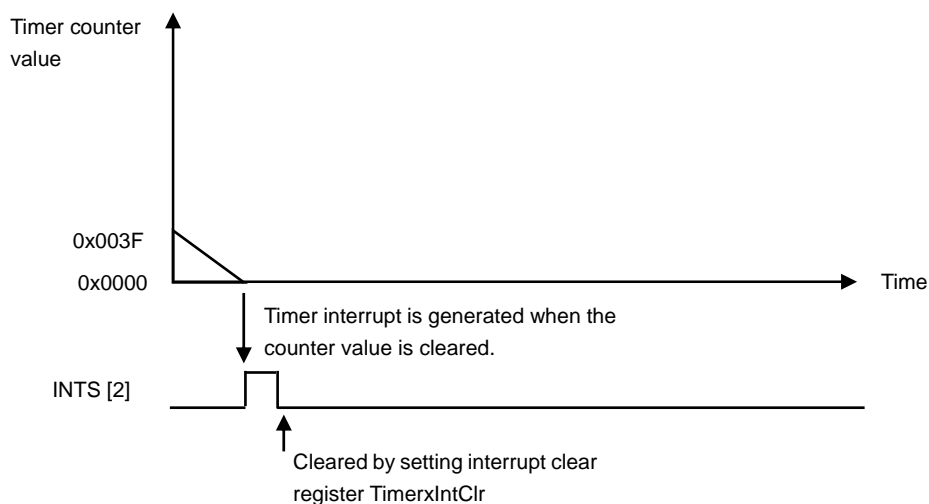 Timer counter
value
0x003F
0x0000
Time
Timer interrupt is generated when the
counter value is cleared.
INTS [2]
Cleared by setting interrupt clear
register TimerxIntClr